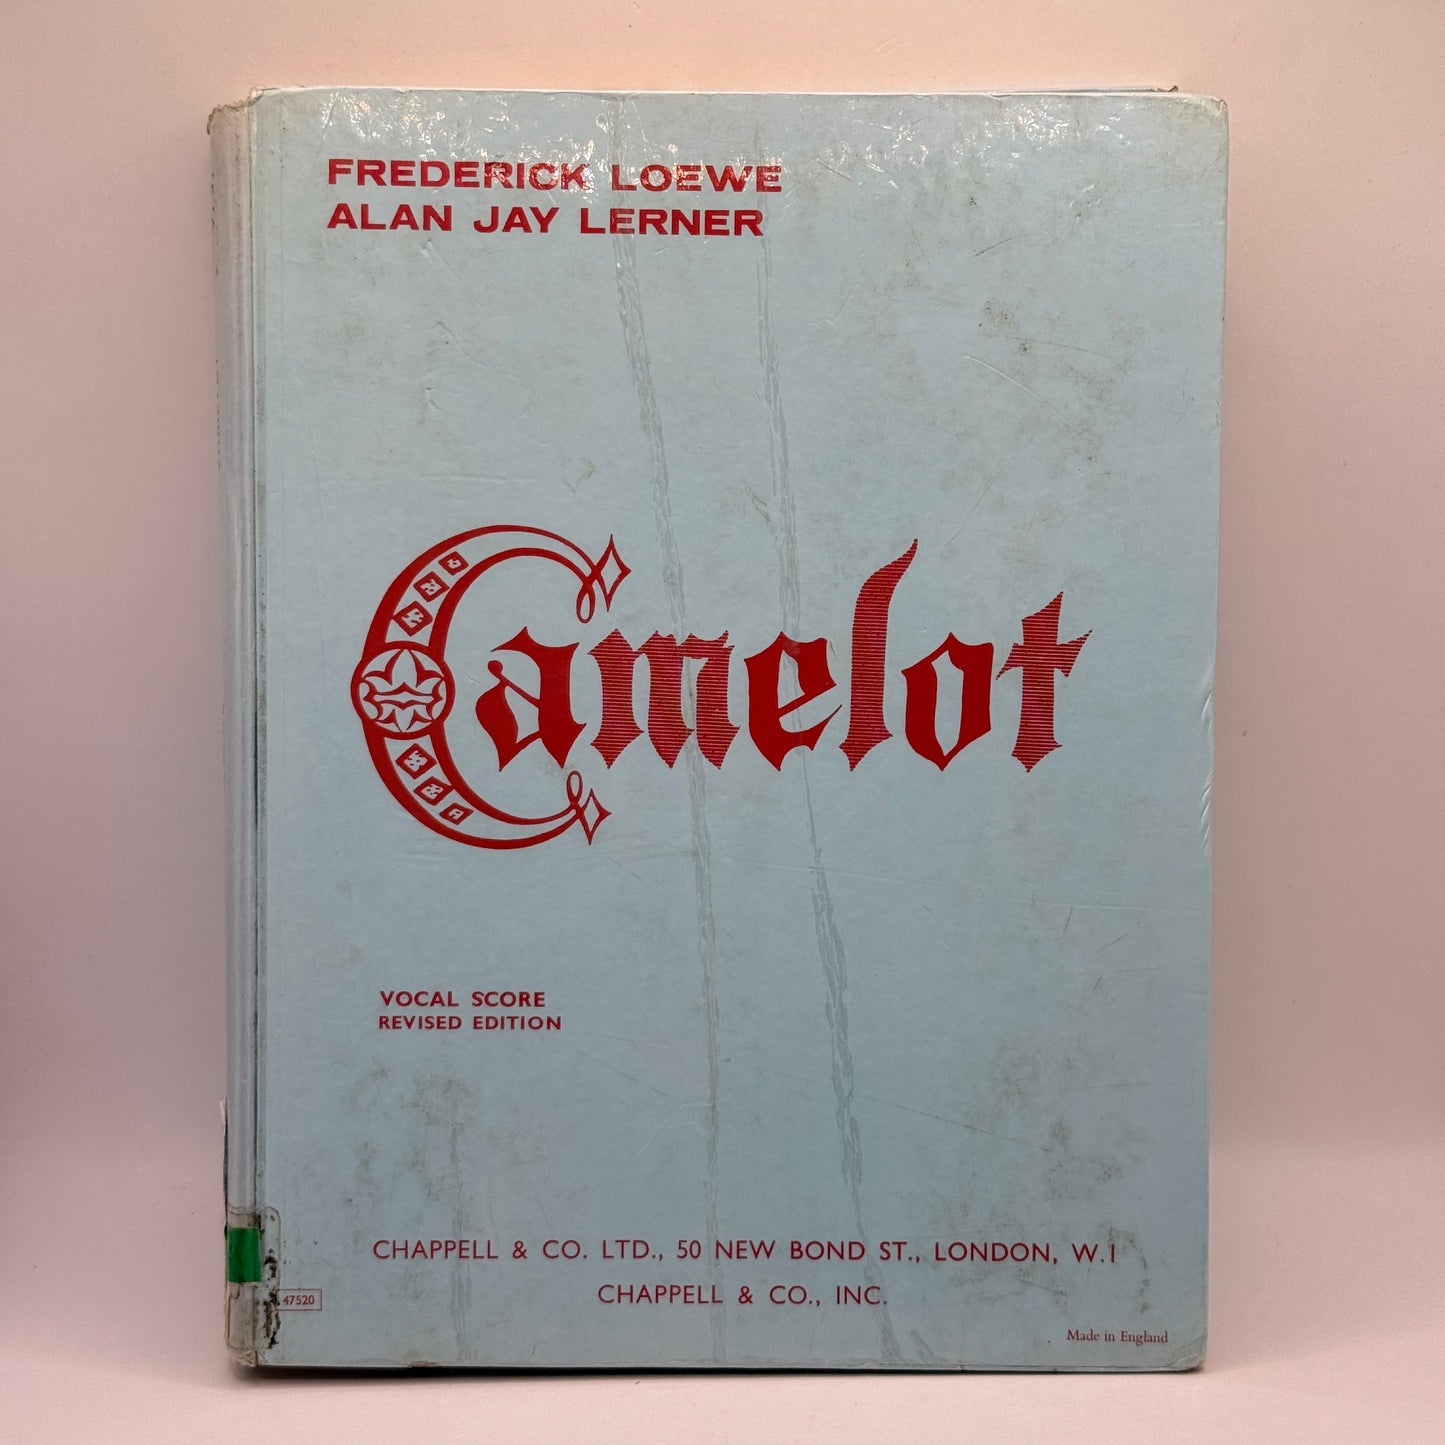 FREDERICK LOEWE
ALAN JAY LERNER
Camelot
VOCAL SCORE
REVISED EDITION
CHAPPELL & CO. LTD., 50 NEW BOND ST., LONDON, W.1
CHAPPELL & CO., INC.
47520
Made in England